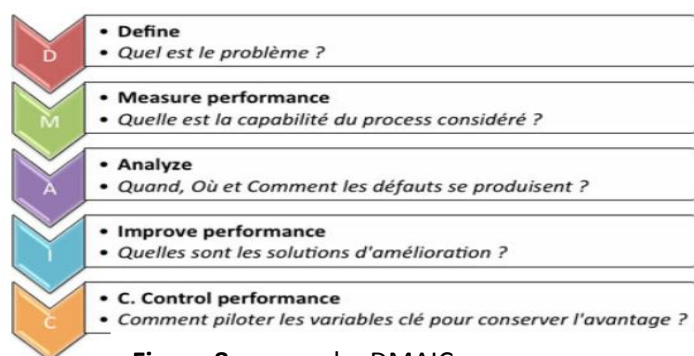 D
• Define
• Quel est le problème ?
M
• Measure performance
• Quelle est la capabilité du process considéré ?
A
• Analyze
• Quand, Où et Comment les défauts se produisent ?
I
• Improve performance
• Quelles sont les solutions d'amélioration ?
C
• C. Control performance
• Comment piloter les variables clé pour conserver l'avantage ?
DMAIC